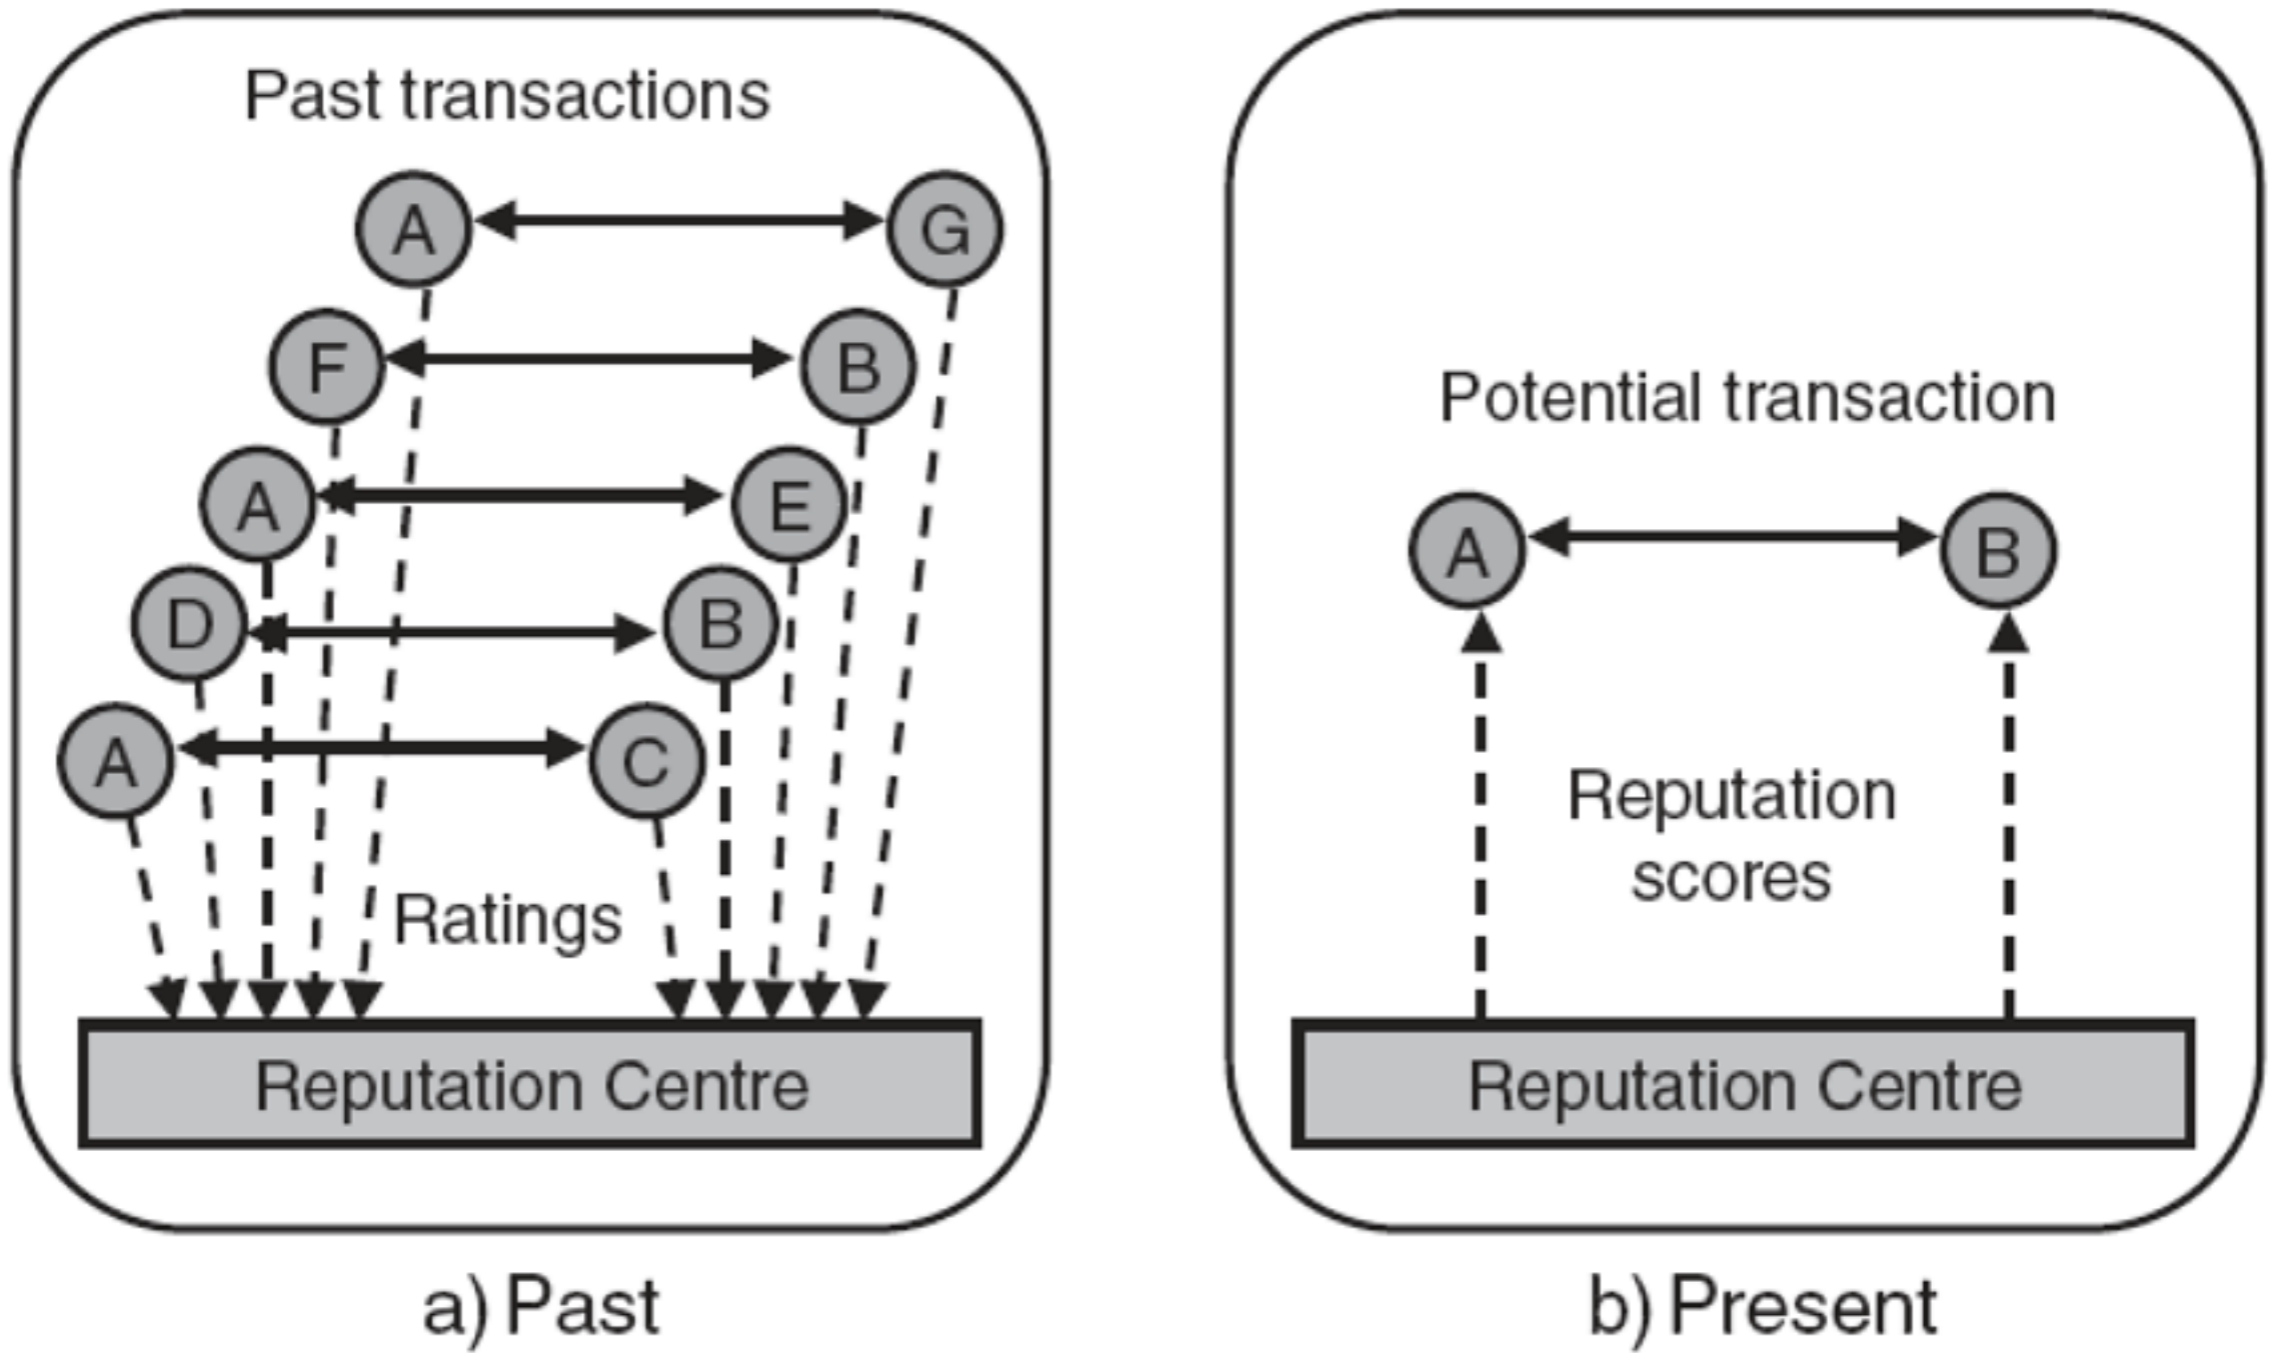 Past transactions
A G
F B
A E
D B
A C
Ratings
Reputation Centre
a) Past
Potential transaction
A B
Reputation
scores
Reputation Centre
b) Present